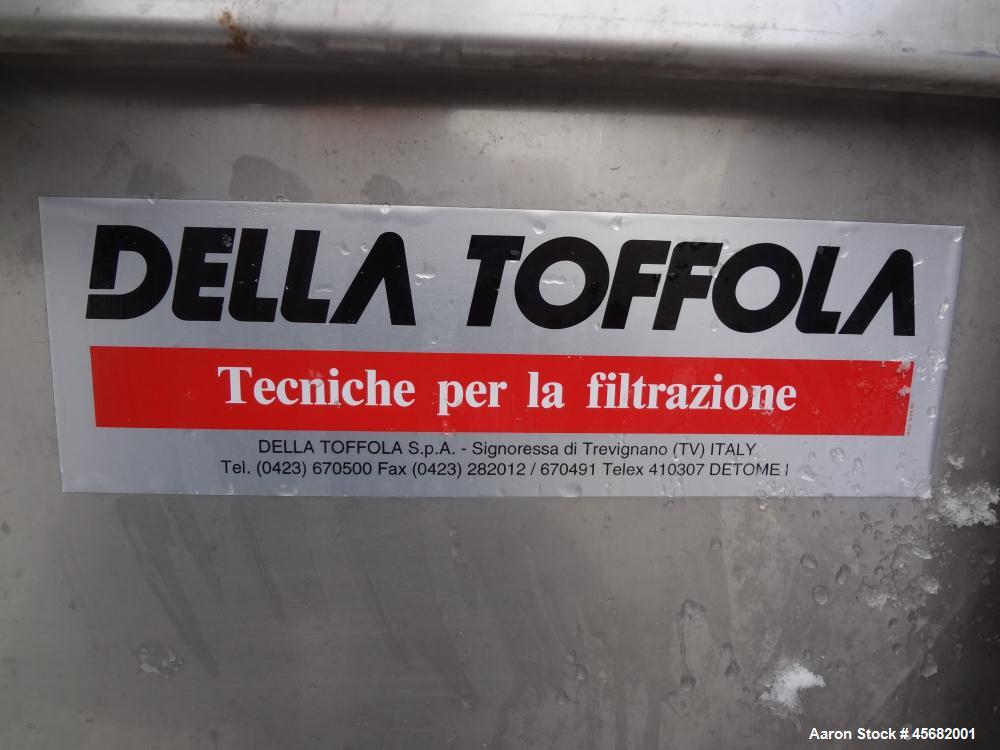 DELLA TOFFOLA
Tecniche per la filtrazione
DELLA TOFFOLA S.p.A. - Signoressa di Trevignano (TV) ITALY
Tel. (0423) 670500 Fax (0423) 282012 / 670491 Telex 410307 DETOME I
Aaron Stock # 45682001